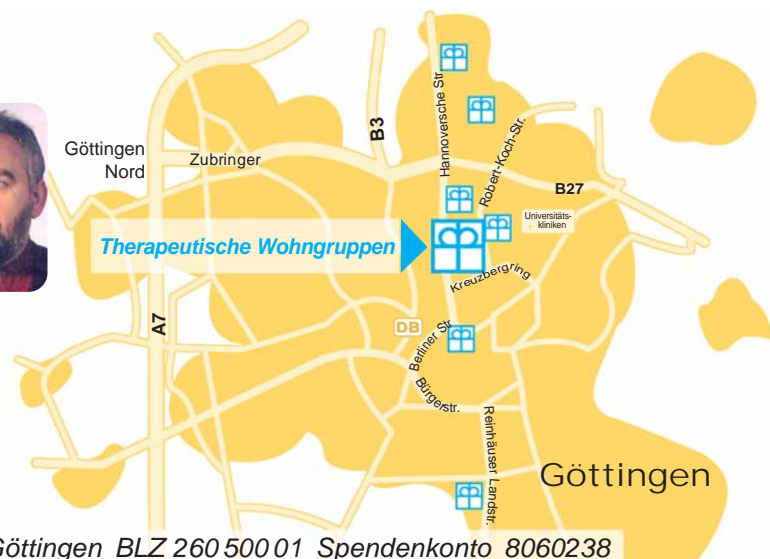 Göttingen
Nord
Zubringer
B3
Hannoversche Str.
Robert-Koch-Str.
B27
Universitäts-
kliniken
Therapeutische Wohngruppen
Kreuzbergring
A7
DB
Berliner Str
Bürgerstr.
Reinhäuser Landstr.
Göttingen
Göttingen BLZ 260 500 01 Spendenkonto 8060238